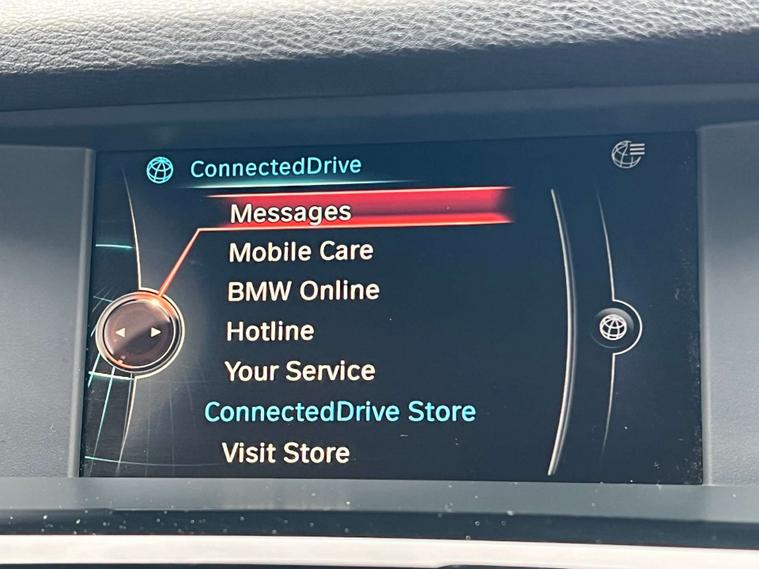 ConnectedDrive
Messages
Mobile Care
BMW Online
Hotline
Your Service
ConnectedDrive Store
Visit Store